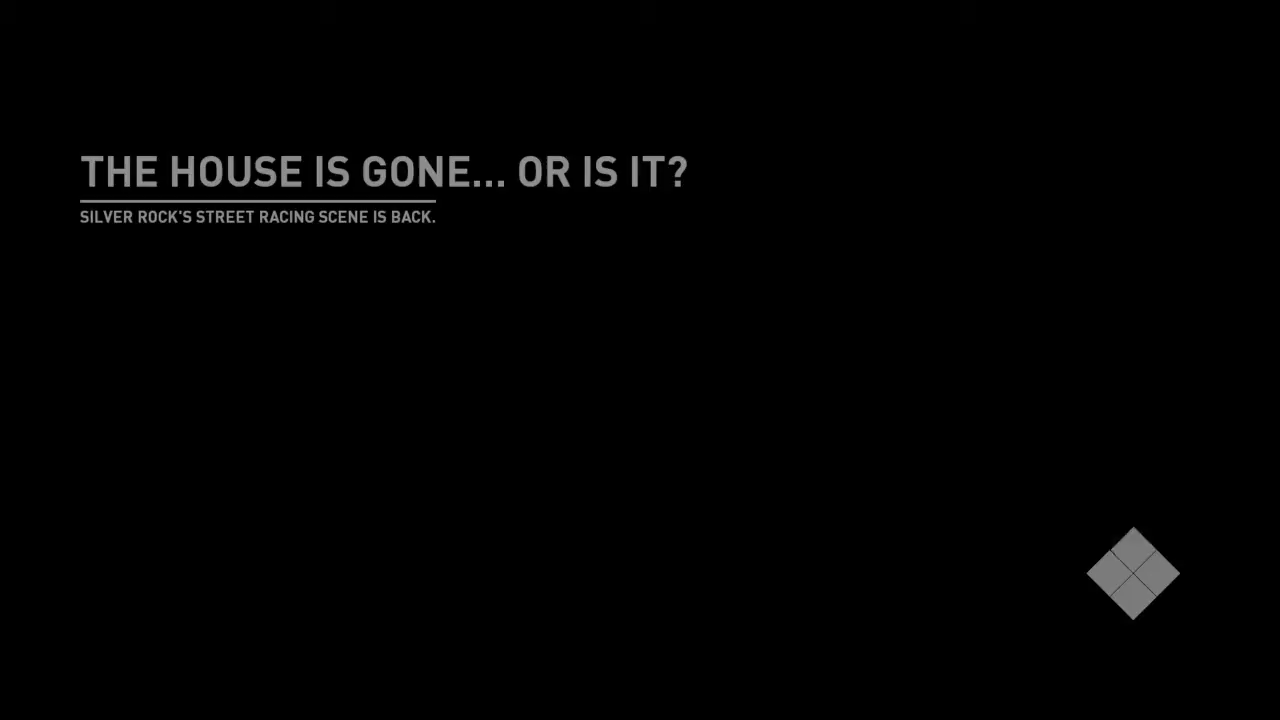 THE HOUSE IS GONE... OR IS IT?
SILVER ROCK'S STREET RACING SCENE IS BACK.